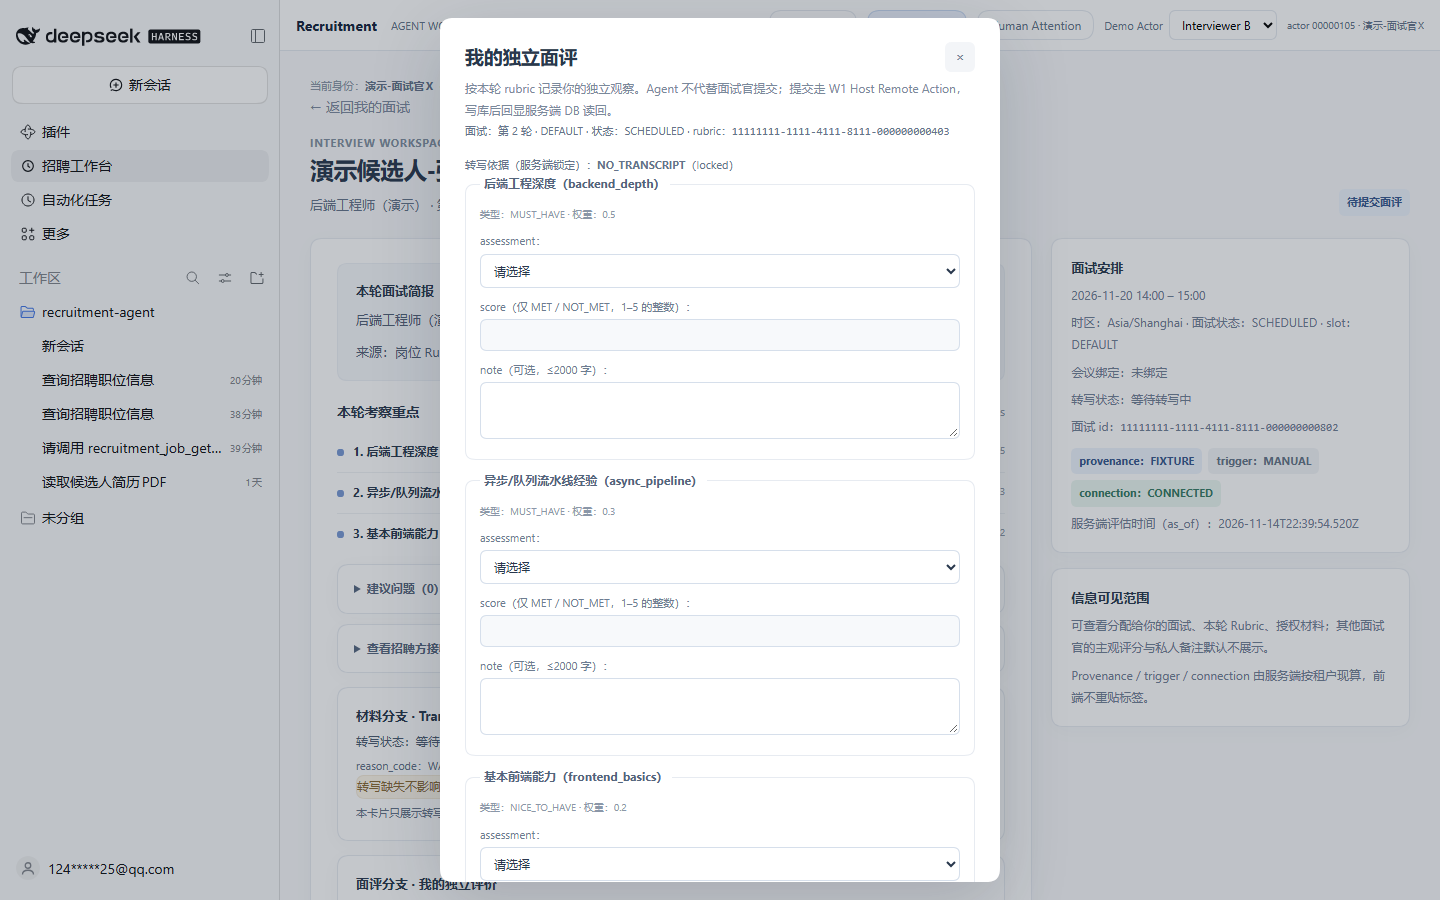 deepseek HARNESS
新会话
插件
招聘工作台
自动化任务
更多
工作区
recruitment-agent
新会话
查询招聘职位信息 20分钟
查询招聘职位信息 38分钟
请调用 recruitment_job_get... 39分钟
读取候选人简历 PDF 1天
未分组
124*****25@qq.com
Recruitment
Human Attention
Demo Actor
Interviewer B
actor 00000105 · 演示-面试官X
当前身份：演示-面试官X
← 返回我的面试
演示候选人-
后端工程师（演示）·
待提交面评
本轮面试简报
后端工程师
来源：岗位 Ru
本轮考察重点
1. 后端工程深度
2. 异步/队列流水
3. 基本前端能力
建议问题（0）
查看招聘方接
材料分支 · Tra
转写状态：等待
reason_code：
转写缺失不影响
本卡片只展示转写
面评分支 · 我的独立评价
我的独立面评
×
按本轮 rubric 记录你的独立观察。Agent 不代替面试官提交；提交走 W1 Host Remote Action，
写库后回显服务端 DB 读回。
面试：第 2 轮 · DEFAULT · 状态：SCHEDULED · rubric：11111111-1111-4111-8111-000000000403
转写依据（服务端锁定）：NO_TRANSCRIPT（locked）
后端工程深度（backend_depth）
类型：MUST_HAVE · 权重：0.5
assessment：
请选择
score（仅 MET / NOT_MET，1–5 的整数）：
note（可选，≤2000 字）：
异步/队列流水线经验（async_pipeline）
类型：MUST_HAVE · 权重：0.3
assessment：
请选择
score（仅 MET / NOT_MET，1–5 的整数）：
note（可选，≤2000 字）：
基本前端能力（frontend_basics）
类型：NICE_TO_HAVE · 权重：0.2
assessment：
请选择
面试安排
2026-11-20 14:00 – 15:00
时区：Asia/Shanghai · 面试状态：SCHEDULED · slot：
DEFAULT
会议绑定：未绑定
转写状态：等待转写中
面试 id：11111111-1111-4111-8111-000000000802
provenance：FIXTURE
trigger：MANUAL
connection：CONNECTED
服务端评估时间（as_of）：2026-11-14T22:39:54.520Z
信息可见范围
可查看分配给你的面试、本轮 Rubric、授权材料；其他面试
官的主观评分与私人备注默认不展示。
Provenance / trigger / connection 由服务端按租户现算，前
端不重贴标签。